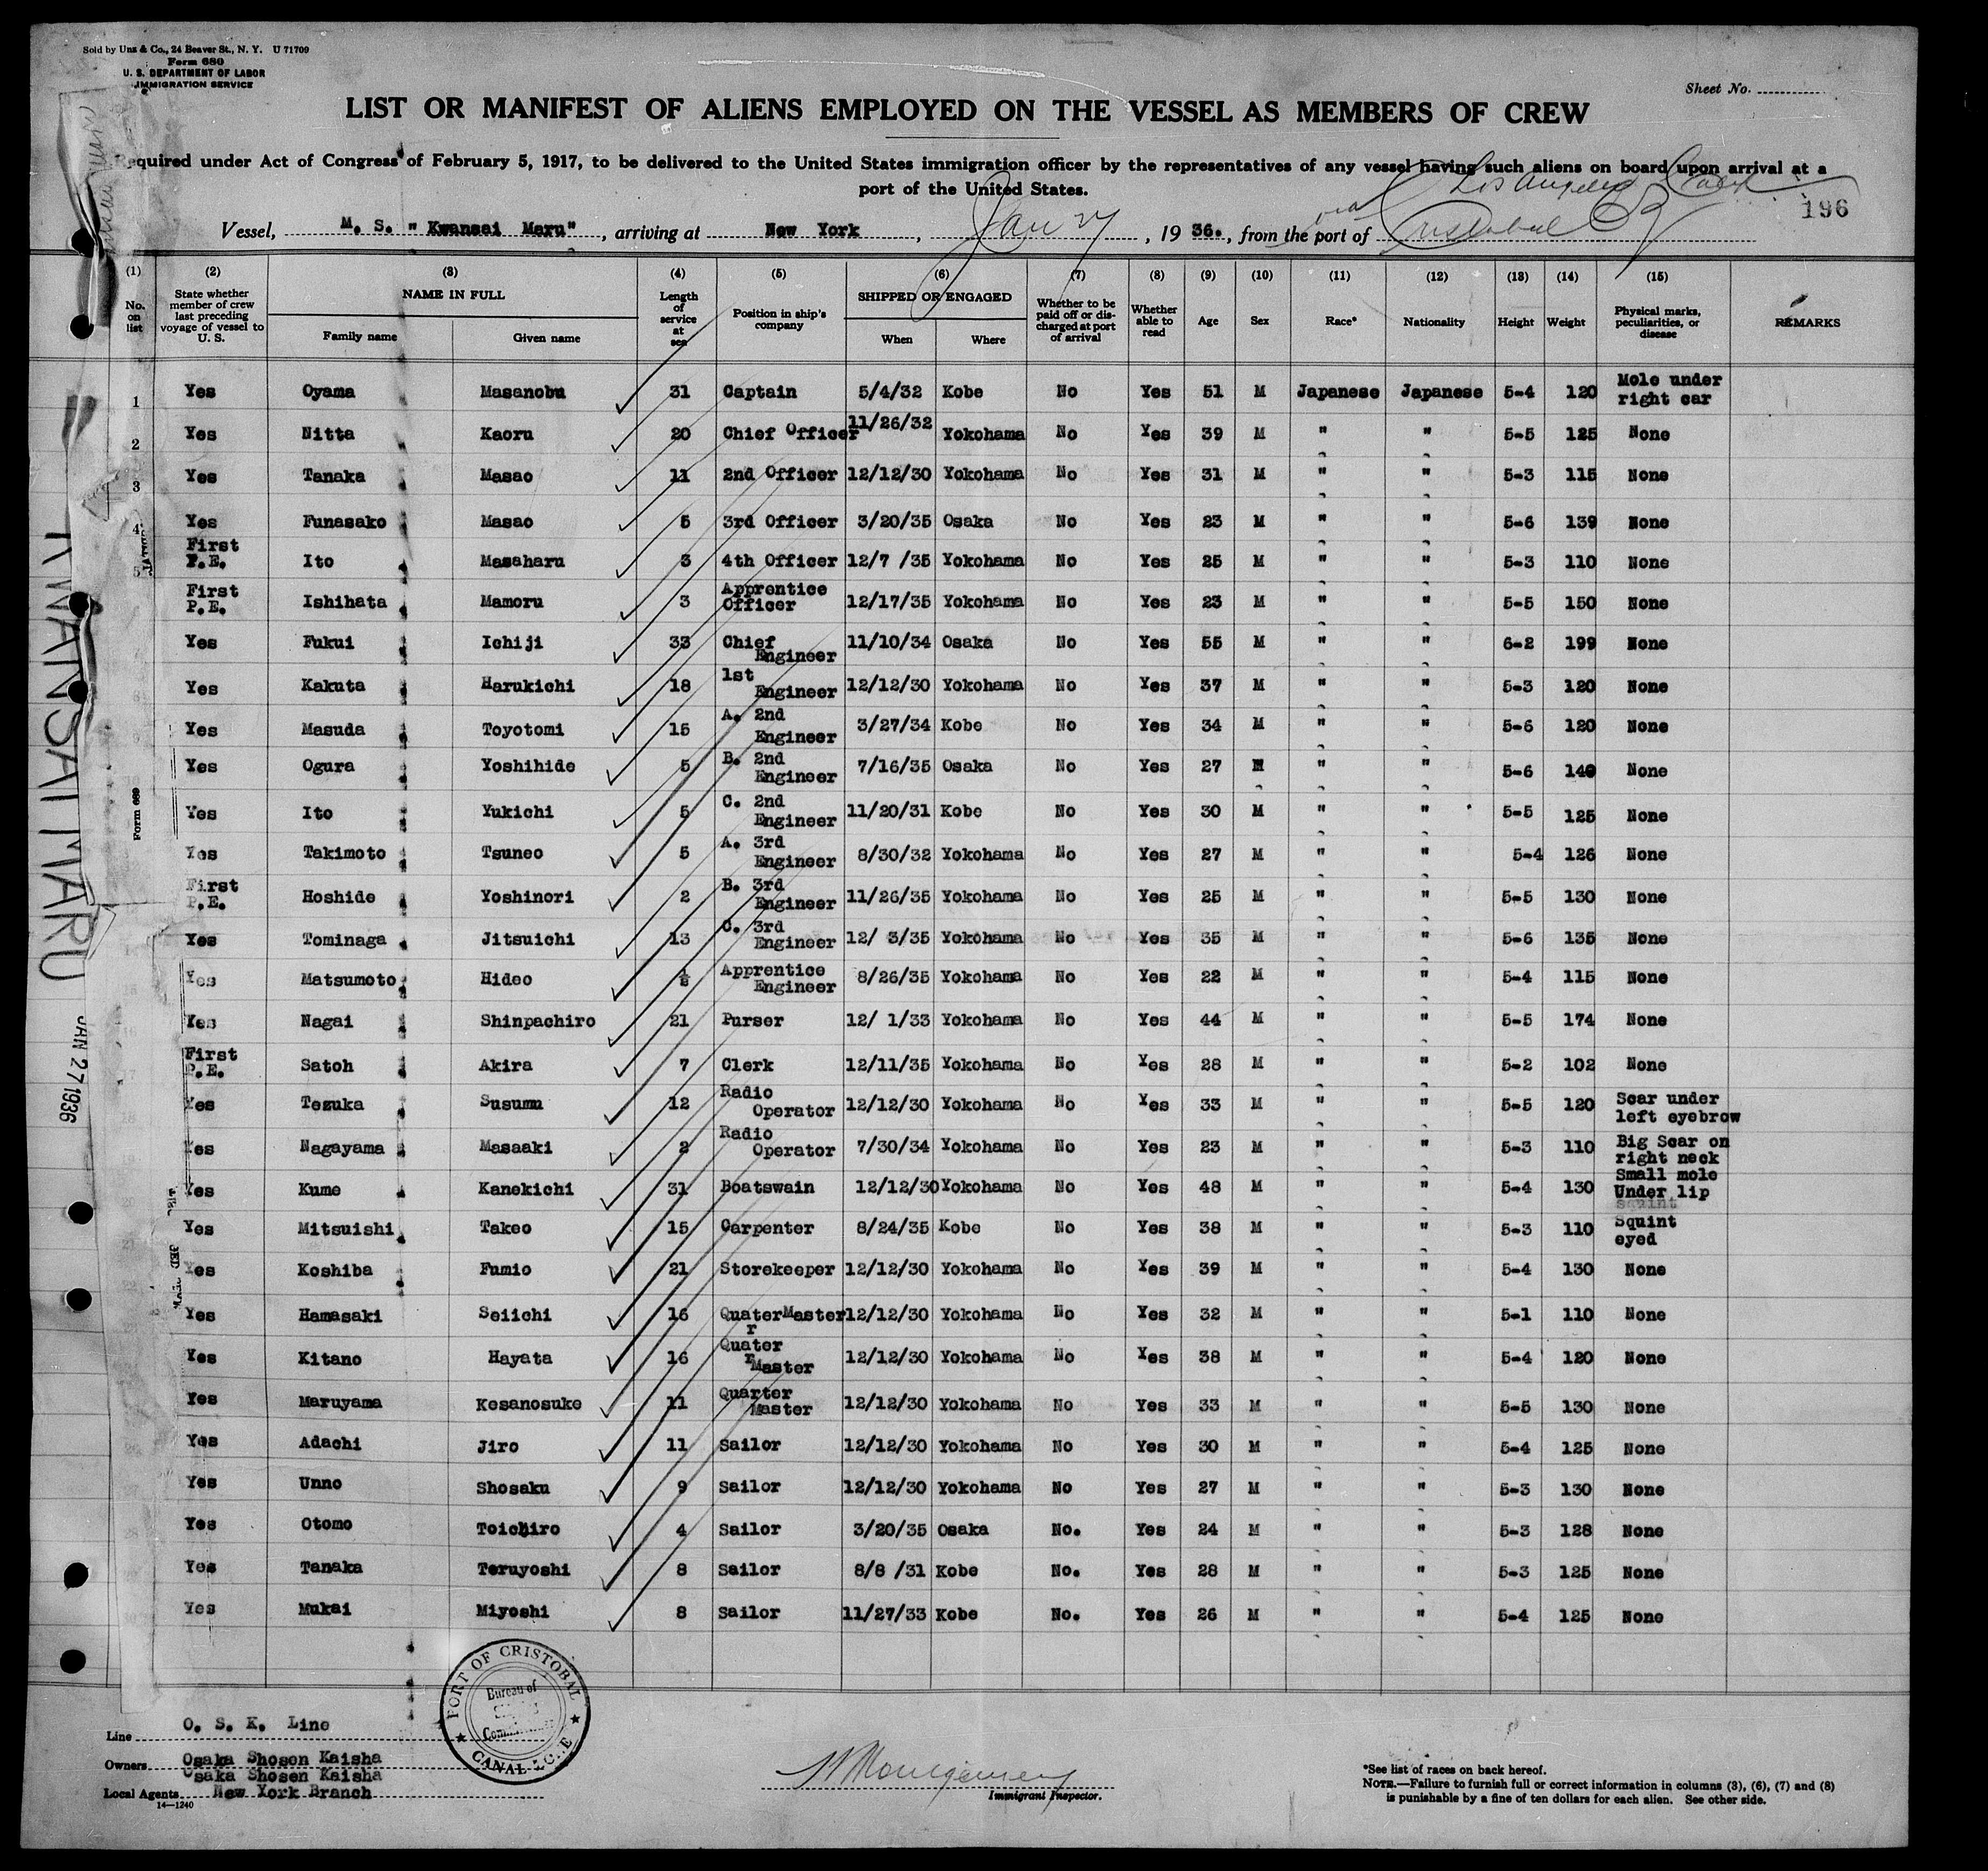 Sold by Unz & Co., 24 Beaver St., N. Y. U 71709
Form 680
U. S. DEPARTMENT OF LABOR
IMMIGRATION SERVICE
Sheet No.
LIST OR MANIFEST OF ALIENS EMPLOYED ON THE VESSEL AS MEMBERS OF CREW
Required under Act of Congress of February 5, 1917, to be delivered to the United States immigration officer by the representatives of any vessel having such aliens on board upon arrival at a
port of the United States.
Los Angeles
via
196
Vessel, M. S. "Kwansai Maru", arriving at New York, Jan 27, 1936., from the port of Cristobal
(1) (2) (3) (4) (5) (6) (7) (8) (9) (10) (11) (12) (13) (14) (15)
No. on list State whether member of crew last preceding voyage of vessel to U. S. NAME IN FULL Family name Given name Length of service at sea Position in ship's company SHIPPED OR ENGAGED When Where Whether to be paid off or discharged at port of arrival Whether able to read Age Sex Race* Nationality Height Weight Physical marks, peculiarities, or disease REMARKS
1 Yes Oyama Masanobu 31 Captain 5/4/32 Kobe No Yes 51 M Japanese Japanese 5-4 120 Mole under right ear
2 Yes Nitta Kaoru 20 Chief Officer 11/26/32 Yokohama No Yes 39 M " " 5-5 125 None
3 Yes Tanaka Masao 11 2nd Officer 12/12/30 Yokohama No Yes 31 M " " 5-3 115 None
4 Yes Funasako Masao 5 3rd Officer 3/20/35 Osaka No Yes 23 M " " 5-6 139 None
5 First P.E. Ito Masaharu 3 4th Officer 12/7 /35 Yokohama No Yes 25 M " " 5-3 110 None
First P.E. Ishihata Mamoru 3 Apprentice Officer 12/17/35 Yokohama No Yes 23 M " " 5-5 150 None
Yes Fukui Ichiji 33 Chief Engineer 11/10/34 Osaka No Yes 55 M " " 6-2 199 None
Yes Kakuta Harukichi 18 1st Engineer 12/12/30 Yokohama No Yes 37 M " " 5-3 120 None
Yes Masuda Toyotomi 15 A. 2nd Engineer 3/27/34 Kobe No Yes 34 M " " 5-6 120 None
Yes Ogura Yoshihide 5 B. 2nd Engineer 7/16/35 Osaka No Yes 27 M " " 5-6 140 None
Yes Ito Yukichi 5 C. 2nd Engineer 11/20/31 Kobe No Yes 30 M " " 5-5 125 None
Yes Takimoto Tsuneo 5 A. 3rd Engineer 8/30/32 Yokohama No Yes 27 M " " 5-4 126 None
First P.E. Hoshide Yoshinori 2 B. 3rd Engineer 11/26/35 Yokohama No Yes 25 M " " 5-5 130 None
Yes Tominaga Jitsuichi 13 C. 3rd Engineer 12/ 3/35 Yokohama No Yes 35 M " " 5-6 135 None
Yes Matsumoto Hideo Apprentice Engineer 8/26/35 Yokohama No Yes 22 M " " 5-4 115 None
Yes Nagai Shinpachiro 21 Purser 12/ 1/33 Yokohama No Yes 44 M " " 5-5 174 None
First P.E. Satoh Akira 7 Clerk 12/11/35 Yokohama No Yes 28 M " " 5-2 102 None
Yes Tezuka Susumu 12 Radio Operator 12/12/30 Yokohama No Yes 33 M " " 5-5 120 Scar under left eyebrow
Yes Nagayama Masaaki 2 Radio Operator 7/30/34 Yokohama No Yes 23 M " " 5-3 110 Big Scar on right neck
Yes Kume Kanekichi 31 Boatswain 12/12/30 Yokohama No Yes 48 M " " 5-4 130 Small mole Under lip
Yes Mitsuishi Takeo 15 Carpenter 8/24/35 Kobe No Yes 38 M " " 5-3 110 Squint eyed
Yes Koshiba Fumio 21 Storekeeper 12/12/30 Yokohama No Yes 39 M " " 5-4 130 None
Yes Hamasaki Seiichi 16 QuaterMaster r 12/12/30 Yokohama No Yes 32 M " " 5-1 110 None
Yes Kitano Hayata 16 Quater r Master 12/12/30 Yokohama No Yes 38 M " " 5-4 120 None
Yes Maruyama Kesanosuke 11 Quarter Master 12/12/30 Yokohama No Yes 33 M " " 5-5 130 None
Yes Adachi Jiro 11 Sailor 12/12/30 Yokohama No Yes 30 M " " 5-4 125 None
Yes Unno Shosaku 9 Sailor 12/12/30 Yokohama No Yes 27 M " " 5-3 130 None
Yes Otomo Toichiro 4 Sailor 3/20/35 Osaka No. Yes 24 M " " 5-3 128 None
Yes Tanaka Teruyoshi 8 Sailor 8/8 /31 Kobe No. Yes 28 M " " 5-3 125 None
Yes Mukai Miyoshi 8 Sailor 11/27/33 Kobe No. Yes 26 M " " 5-4 125 None
KWANSAI MARU
JAN 27 1936
Form 680
PORT OF CRISTOBAL
Bureau of
CANAL ZONE
Line O. S. K. Line
Owners Osaka Shosen Kaisha
Osaka Shosen Kaisha
Local Agents New York Branch
14—1240
Montgomery
Immigrant Inspector.
*See list of races on back hereof.
NOTE.—Failure to furnish full or correct information in columns (3), (6), (7) and (8)
is punishable by a fine of ten dollars for each alien. See other side.